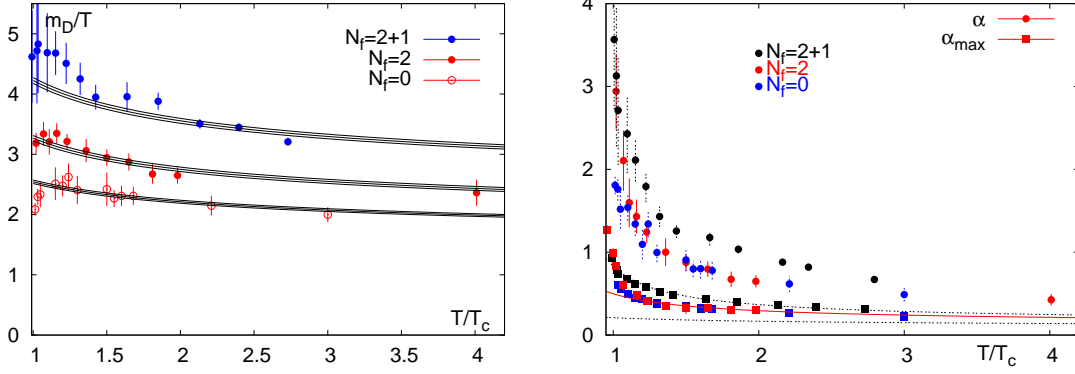 m_D/T
N_f=2+1
N_f=2
N_f=0
5
4
3
2
1
0
1 1.5 2 2.5 3 3.5 4
T/T_c
α
α_max
N_f=2+1
N_f=2
N_f=0
4
3
2
1
0
1 2 3 4
T/T_c